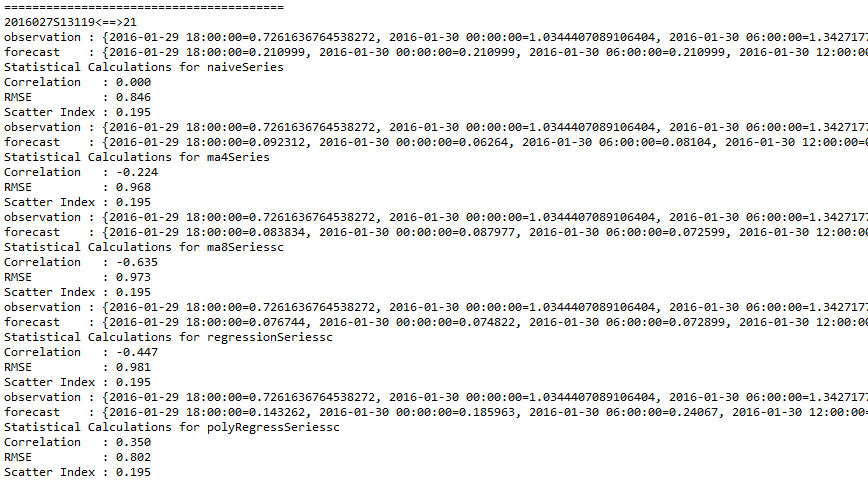 ========================================
2016027S13119<==>21
observation : {2016-01-29 18:00:00=0.7261636764538272, 2016-01-30 00:00:00=1.0344407089106404, 2016-01-30 06:00:00=1.3427177
forecast    : {2016-01-29 18:00:00=0.210999, 2016-01-30 00:00:00=0.210999, 2016-01-30 06:00:00=0.210999, 2016-01-30 12:00:00
Statistical Calculations for naiveSeries
Correlation   : 0.000
RMSE          : 0.846
Scatter Index : 0.195
observation : {2016-01-29 18:00:00=0.7261636764538272, 2016-01-30 00:00:00=1.0344407089106404, 2016-01-30 06:00:00=1.3427177
forecast    : {2016-01-29 18:00:00=0.092312, 2016-01-30 00:00:00=0.06264, 2016-01-30 06:00:00=0.08104, 2016-01-30 12:00:00=0
Statistical Calculations for ma4Series
Correlation   : -0.224
RMSE          : 0.968
Scatter Index : 0.195
observation : {2016-01-29 18:00:00=0.7261636764538272, 2016-01-30 00:00:00=1.0344407089106404, 2016-01-30 06:00:00=1.3427177
forecast    : {2016-01-29 18:00:00=0.083834, 2016-01-30 00:00:00=0.087977, 2016-01-30 06:00:00=0.072599, 2016-01-30 12:00:00
Statistical Calculations for ma8Seriessc
Correlation   : -0.635
RMSE          : 0.973
Scatter Index : 0.195
observation : {2016-01-29 18:00:00=0.7261636764538272, 2016-01-30 00:00:00=1.0344407089106404, 2016-01-30 06:00:00=1.3427177
forecast    : {2016-01-29 18:00:00=0.076744, 2016-01-30 00:00:00=0.074822, 2016-01-30 06:00:00=0.072899, 2016-01-30 12:00:00
Statistical Calculations for regressionSeriessc
Correlation   : -0.447
RMSE          : 0.981
Scatter Index : 0.195
observation : {2016-01-29 18:00:00=0.7261636764538272, 2016-01-30 00:00:00=1.0344407089106404, 2016-01-30 06:00:00=1.3427177
forecast    : {2016-01-29 18:00:00=0.143262, 2016-01-30 00:00:00=0.185963, 2016-01-30 06:00:00=0.24067, 2016-01-30 12:00:00=
Statistical Calculations for polyRegressSeriessc
Correlation   : 0.350
RMSE          : 0.802
Scatter Index : 0.195